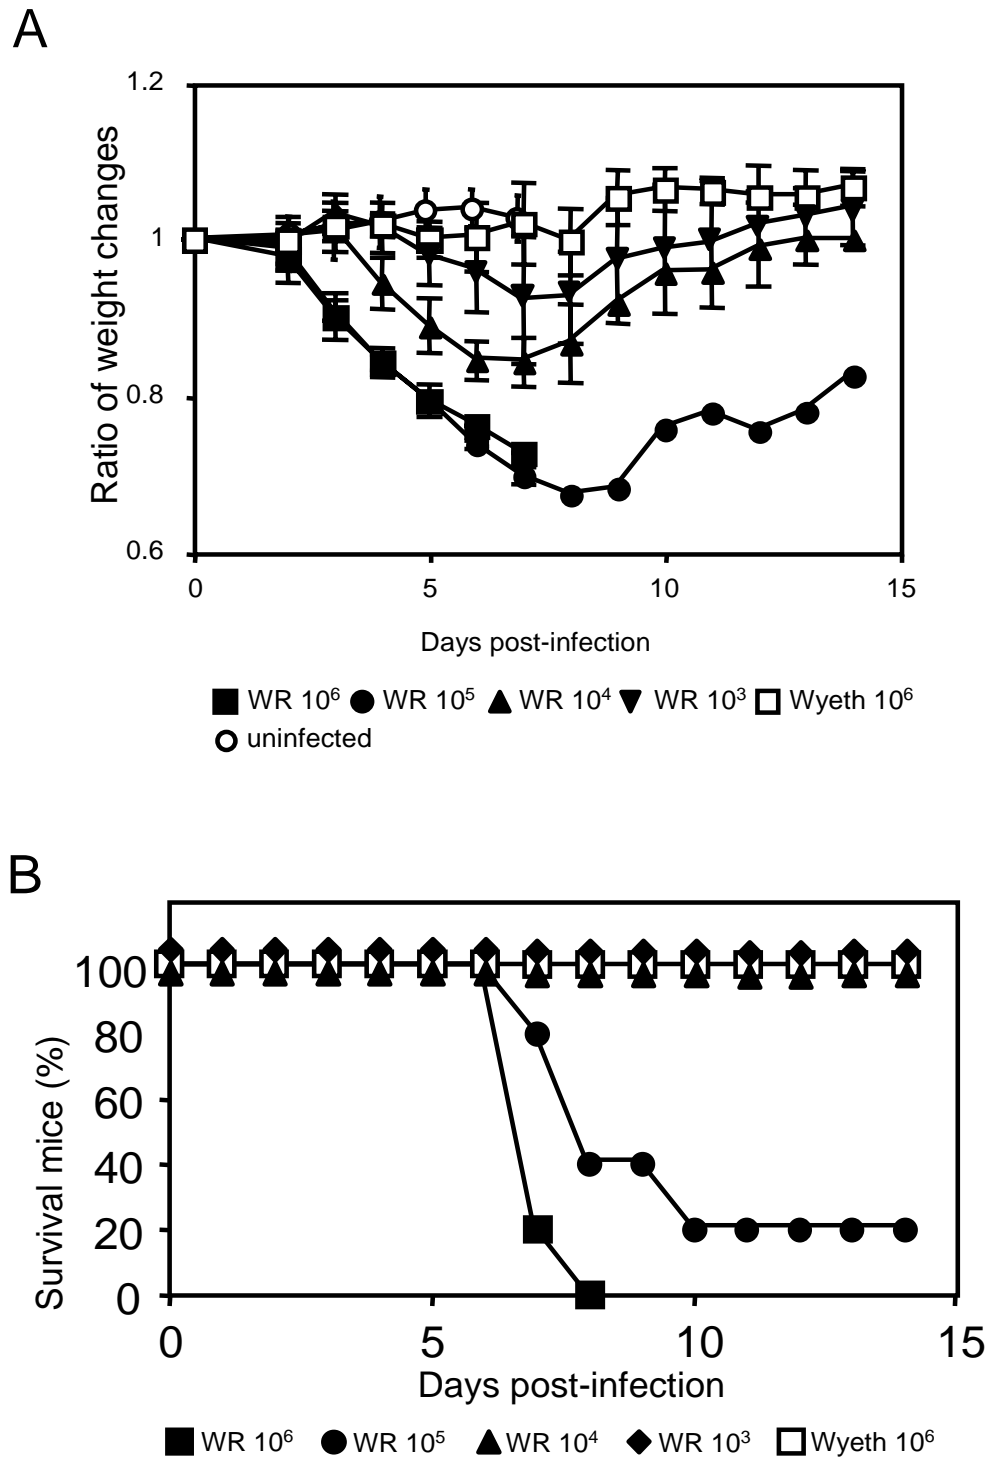 A
1.2
1
0.8
0.6
Ratio of weight changes
0 5 10 15
Days post-infection
WR 10⁶ WR 10⁵ WR 10⁴ WR 10³ Wyeth 10⁶
uninfected
B
100
80
60
40
20
0
Survival mice (%)
0 5 10 15
Days post-infection
WR 10⁶ WR 10⁵ WR 10⁴ WR 10³ Wyeth 10⁶